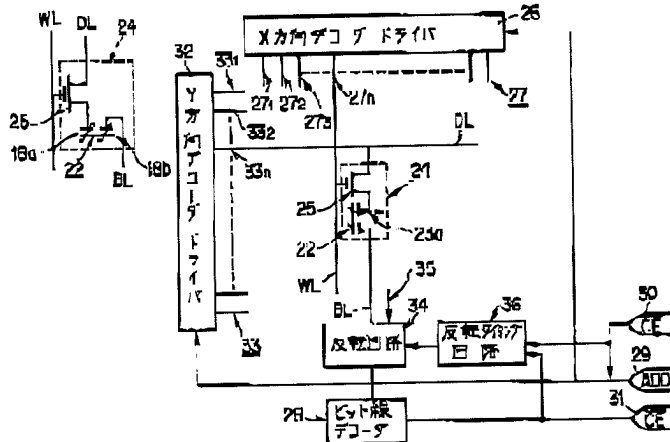 WL
DL
24
25
18a
22
18b
BL
X方向デコーダドライバ
26
27₁
27₂
27₃
27n
27
32
Y方向デコーダドライバ
33₁
33₂
33n
33
DL
24
25
22
23a
WL
BL
35
34
反転回路
36
反転タイミング回路
30
CE
29
ADD
31
CE
28
ビット線デコーダ